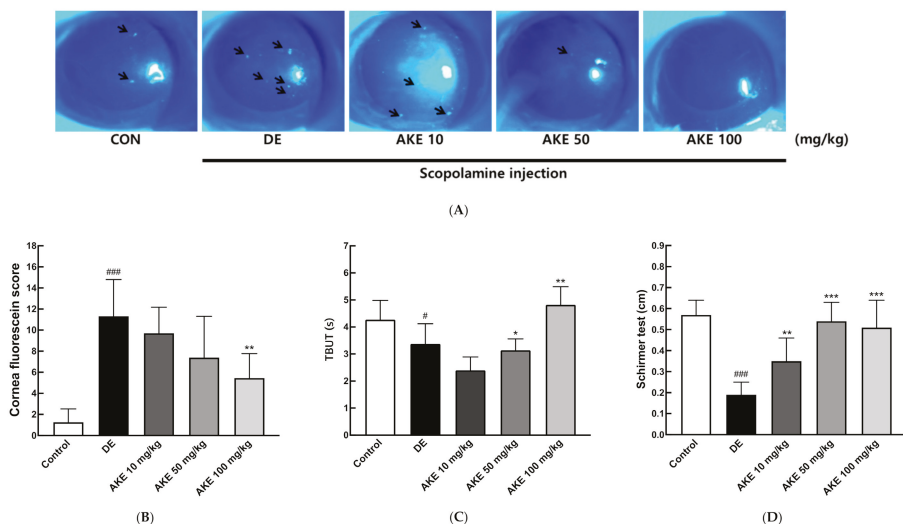 CON DE AKE 10 AKE 50 AKE 100 (mg/kg)
Scopolamine injection
(A)
Cornea fluorescein score
18
16
14
12
10
8
6
4
2
0
###
**
Control
DE
AKE 10 mg/kg
AKE 50 mg/kg
AKE 100 mg/kg
(B)
TBUT (s)
7
6
5
4
3
2
1
0
#
*
**
Control
DE
AKE 10 mg/kg
AKE 50 mg/kg
AKE 100 mg/kg
(C)
Schirmer test (cm)
0.9
0.8
0.7
0.6
0.5
0.4
0.3
0.2
0.1
0.0
###
**
***
***
Control
DE
AKE 10 mg/kg
AKE 50 mg/kg
AKE 100 mg/kg
(D)